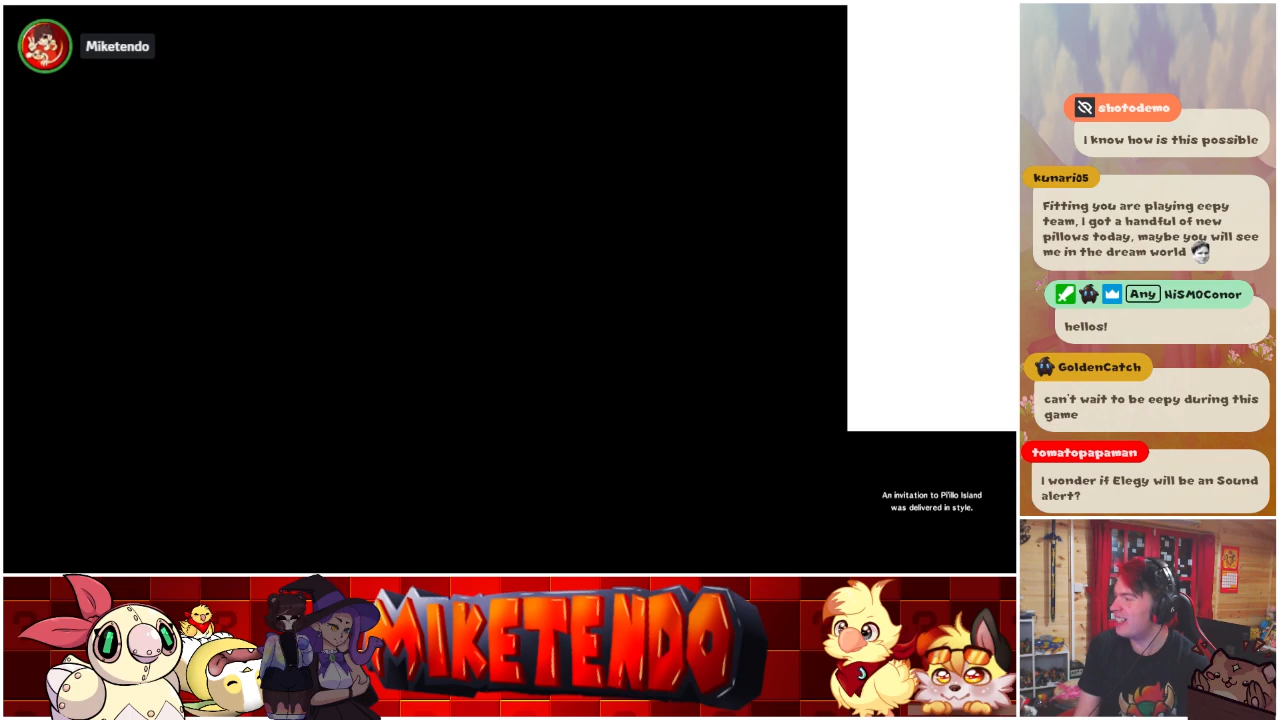 Miketendo
An invitation to Pi'illo Island
was delivered in style.
MIKETENDO
shotodemo
I know how is this possible
kunari05
Fitting you are playing eepy
team, I got a handful of new
pillows today, maybe you will see
me in the dream world
Any NiSMOConor
hellos!
GoldenCatch
can't wait to be eepy during this
game
tomatopapaman
I wonder if Elegy will be an Sound
alert?